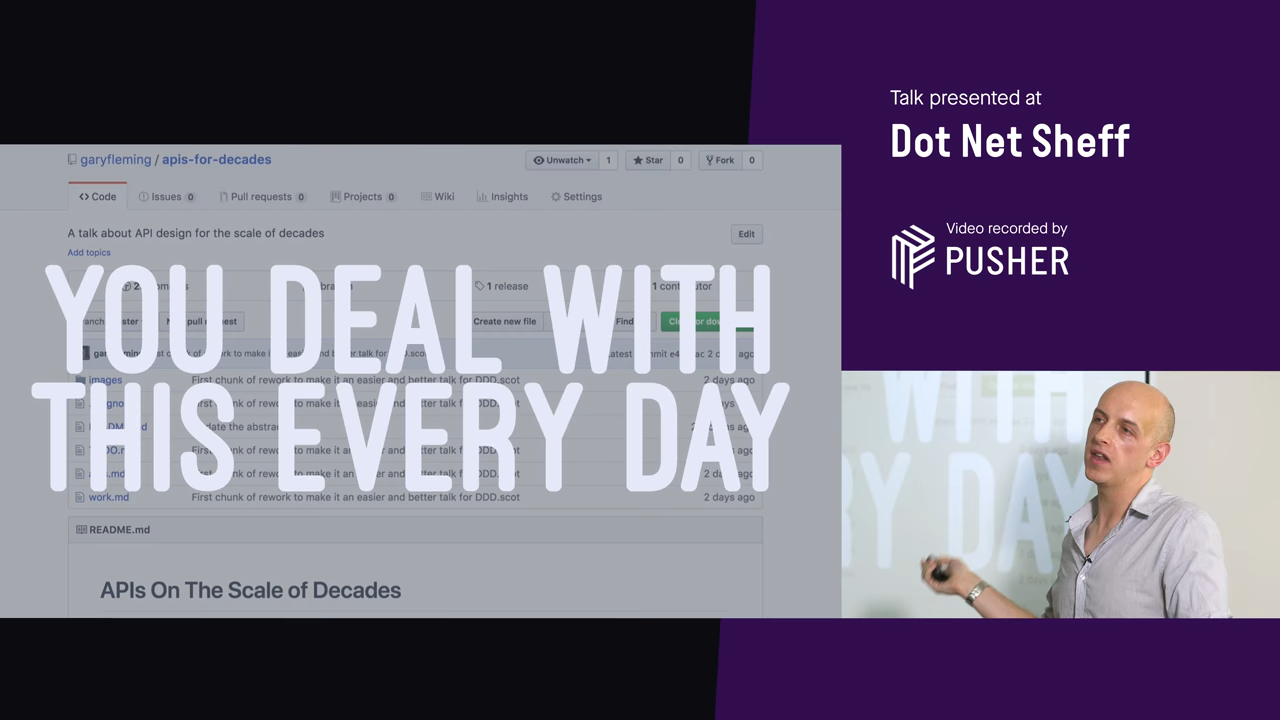 garyfleming / apis-for-decades
Unwatch 1 Star 0 Fork 0
Code Issues 0 Pull requests 0 Projects 0 Wiki Insights Settings
A talk about API design for the scale of decades
Edit
Add topics
YOU DEAL WITH
THIS EVERY DAY
1 release
Create new file
images First chunk of rework to make it an easier and better talk for DDD.scot 2 days ago
work.md First chunk of rework to make it an easier and better talk for DDD.scot 2 days ago
README.md
APIs On The Scale of Decades
Talk presented at
Dot Net Sheff
Video recorded by
PUSHER
WITH
DAY